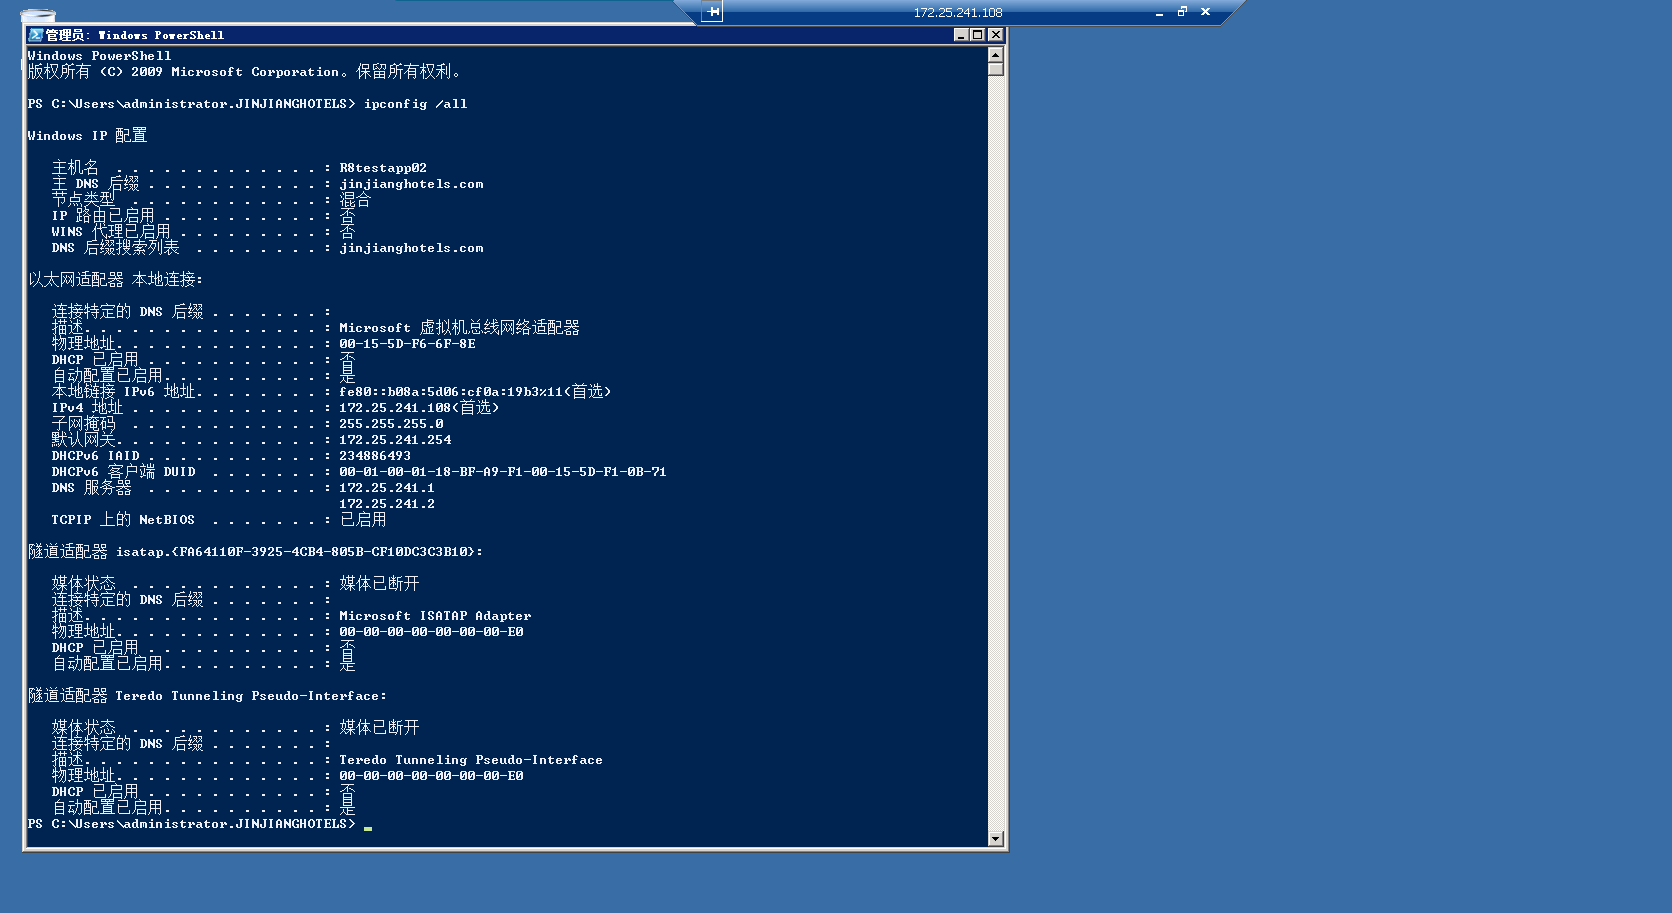 172.25.241.108
管理员: Windows PowerShell
Windows PowerShell
版权所有 (C) 2009 Microsoft Corporation。保留所有权利。
PS C:\Users\administrator.JINJIANGHOTELS> ipconfig /all
Windows IP 配置
主机名 . . . . . . . . . . . . . : R8testapp02
主 DNS 后缀 . . . . . . . . . . . : jinjianghotels.com
节点类型 . . . . . . . . . . . . : 混合
IP 路由已启用 . . . . . . . . . . : 否
WINS 代理已启用 . . . . . . . . . : 否
DNS 后缀搜索列表 . . . . . . . . : jinjianghotels.com
以太网适配器 本地连接:
连接特定的 DNS 后缀 . . . . . . . :
描述. . . . . . . . . . . . . . . : Microsoft 虚拟机总线网络适配器
物理地址. . . . . . . . . . . . . : 00-15-5D-F6-6F-8E
DHCP 已启用 . . . . . . . . . . . : 否
自动配置已启用. . . . . . . . . . : 是
本地链接 IPv6 地址. . . . . . . . : fe80::b08a:5d06:cf0a:19b3%11(首选)
IPv4 地址 . . . . . . . . . . . . : 172.25.241.108(首选)
子网掩码 . . . . . . . . . . . . : 255.255.255.0
默认网关. . . . . . . . . . . . . : 172.25.241.254
DHCPv6 IAID . . . . . . . . . . . : 234886493
DHCPv6 客户端 DUID . . . . . . . : 00-01-00-01-18-BF-A9-F1-00-15-5D-F1-0B-71
DNS 服务器 . . . . . . . . . . . : 172.25.241.1
172.25.241.2
TCPIP 上的 NetBIOS . . . . . . . : 已启用
隧道适配器 isatap.{FA64110F-3925-4CB4-805B-CF10DC3C3B10}:
媒体状态 . . . . . . . . . . . . : 媒体已断开
连接特定的 DNS 后缀 . . . . . . . :
描述. . . . . . . . . . . . . . . : Microsoft ISATAP Adapter
物理地址. . . . . . . . . . . . . : 00-00-00-00-00-00-00-E0
DHCP 已启用 . . . . . . . . . . . : 否
自动配置已启用. . . . . . . . . . : 是
隧道适配器 Teredo Tunneling Pseudo-Interface:
媒体状态 . . . . . . . . . . . . : 媒体已断开
连接特定的 DNS 后缀 . . . . . . . :
描述. . . . . . . . . . . . . . . : Teredo Tunneling Pseudo-Interface
物理地址. . . . . . . . . . . . . : 00-00-00-00-00-00-00-E0
DHCP 已启用 . . . . . . . . . . . : 否
自动配置已启用. . . . . . . . . . : 是
PS C:\Users\administrator.JINJIANGHOTELS>